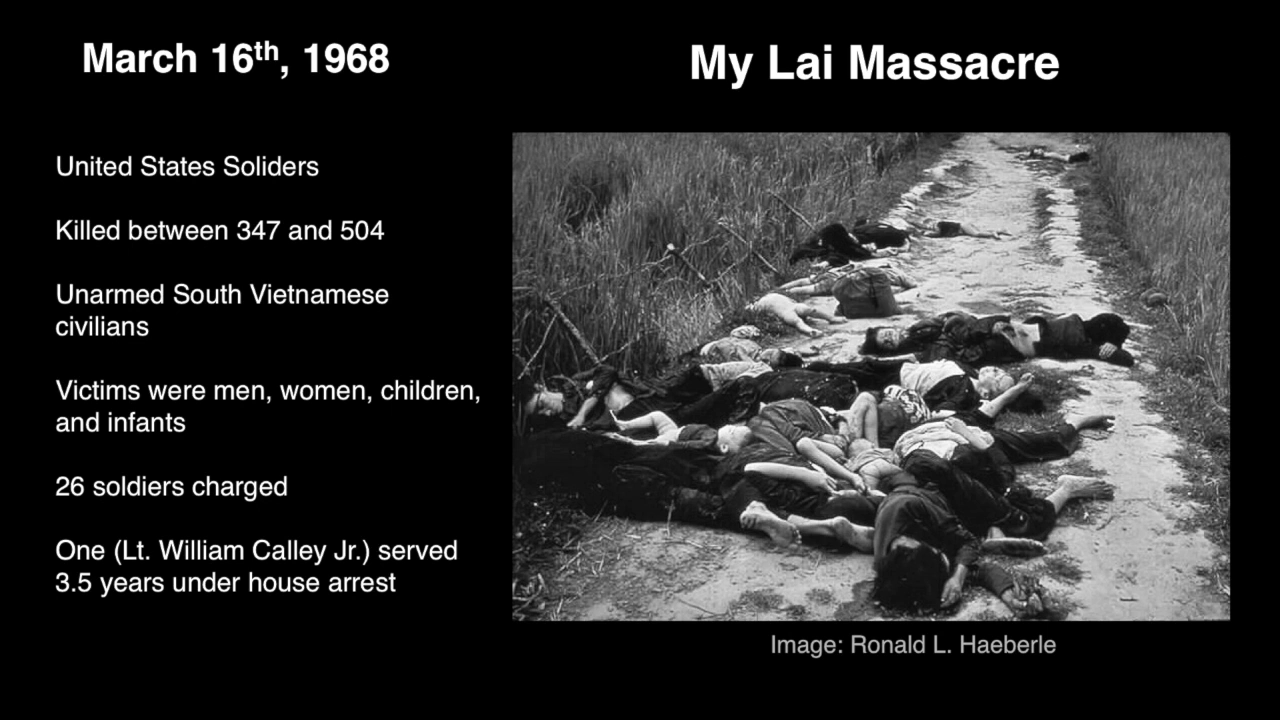 March 16th, 1968
My Lai Massacre
United States Soliders
Killed between 347 and 504
Unarmed South Vietnamese
civilians
Victims were men, women, children,
and infants
26 soldiers charged
One (Lt. William Calley Jr.) served
3.5 years under house arrest
Image: Ronald L. Haeberle